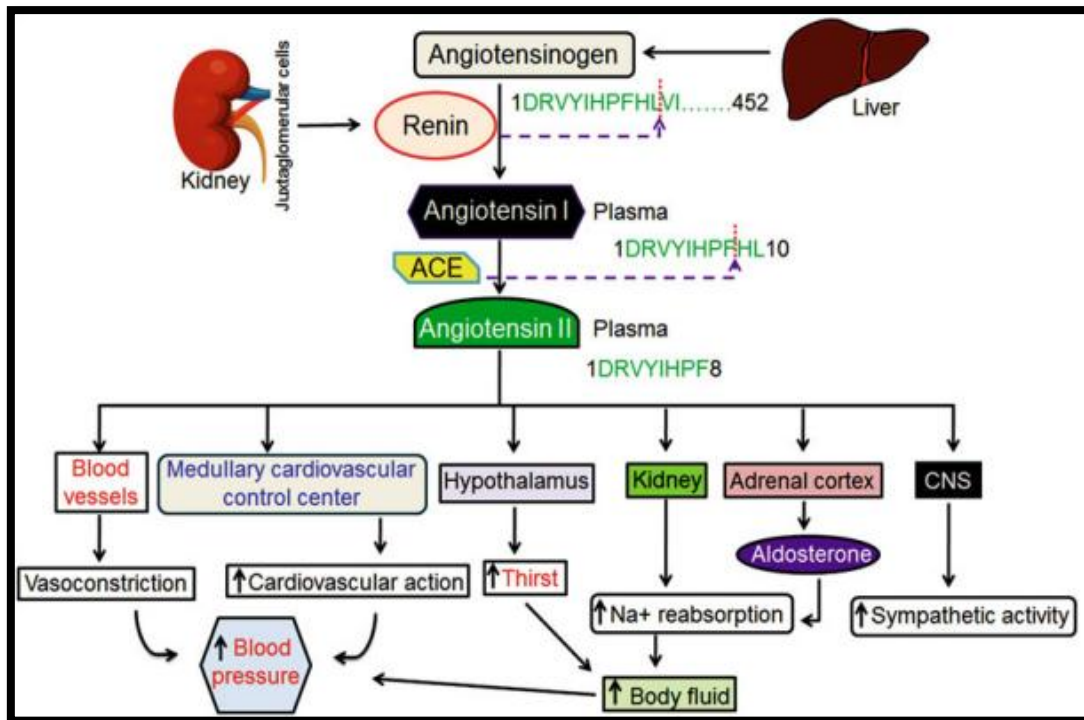 Angiotensinogen
1DRVYIHPFHLVI.......452
Liver
Kidney
Juxtaglomerular cells
Renin
Angiotensin I
Plasma
1DRVYIHPFHL10
ACE
Angiotensin II
Plasma
1DRVYIHPF8
Blood
vessels
Medullary cardiovascular
control center
Hypothalamus
Kidney
Adrenal cortex
CNS
Aldosterone
Vasoconstriction
↑Cardiovascular action
↑Thirst
↑Na+ reabsorption
↑Sympathetic activity
↑Blood
pressure
↑Body fluid